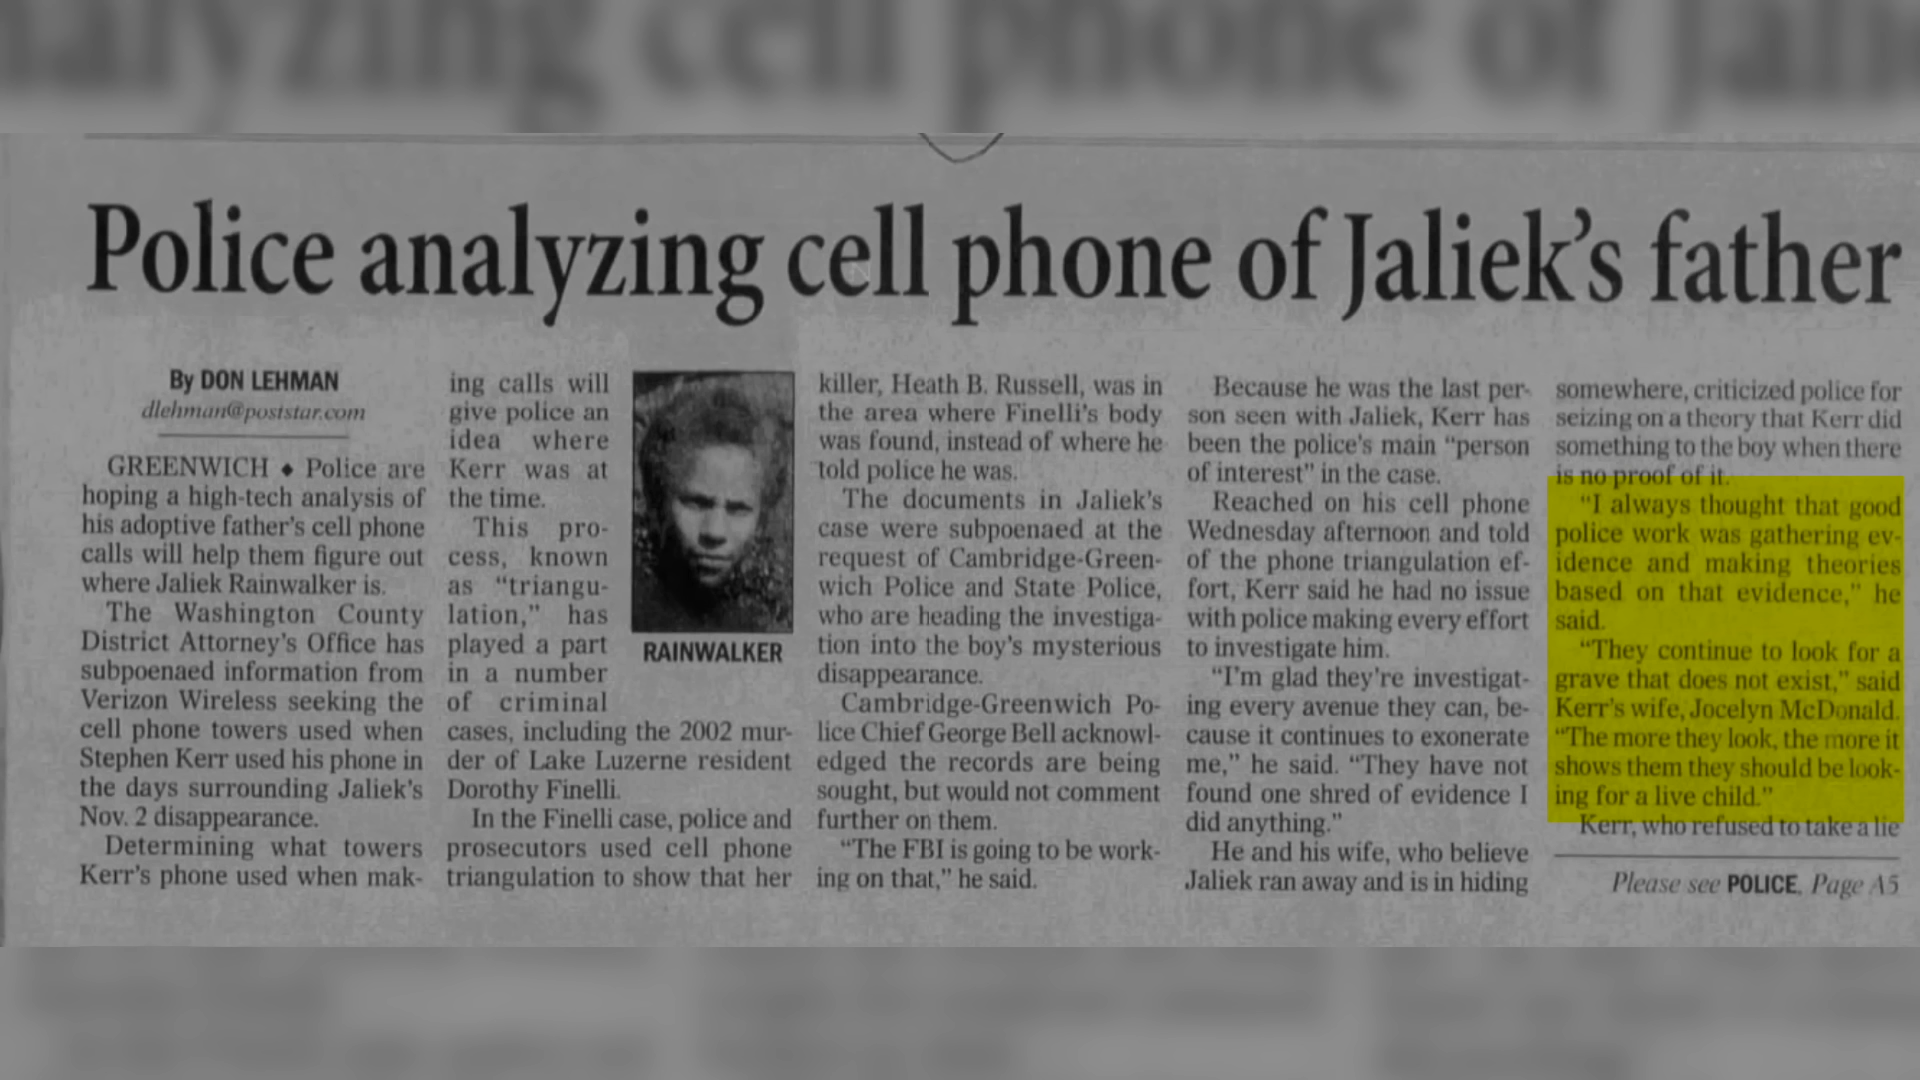 Police analyzing cell phone of Jaliek's father
By DON LEHMAN
dlehman@poststar.com
GREENWICH ♦ Police are
hoping a high-tech analysis of
his adoptive father's cell phone
calls will help them figure out
where Jaliek Rainwalker is.
The Washington County
District Attorney's Office has
subpoenaed information from
Verizon Wireless seeking the
cell phone towers used when
Stephen Kerr used his phone in
the days surrounding Jaliek's
Nov. 2 disappearance.
Determining what towers
Kerr's phone used when mak-
ing calls will
give police an
idea where
Kerr was at
the time.
This pro-
cess, known
as "triangu-
lation," has
played a part
in a number
of criminal
cases, including the 2002 mur-
der of Lake Luzerne resident
Dorothy Finelli.
In the Finelli case, police and
prosecutors used cell phone
triangulation to show that her
RAINWALKER
killer, Heath B. Russell, was in
the area where Finelli's body
was found, instead of where he
told police he was.
The documents in Jaliek's
case were subpoenaed at the
request of Cambridge-Green-
wich Police and State Police,
who are heading the investiga-
tion into the boy's mysterious
disappearance.
Cambridge-Greenwich Po-
lice Chief George Bell acknowl-
edged the records are being
sought, but would not comment
further on them.
"The FBI is going to be work-
ing on that," he said.
Because he was the last per-
son seen with Jaliek, Kerr has
been the police's main "person
of interest" in the case.
Reached on his cell phone
Wednesday afternoon and told
of the phone triangulation ef-
fort, Kerr said he had no issue
with police making every effort
to investigate him.
"I'm glad they're investigat-
ing every avenue they can, be-
cause it continues to exonerate
me," he said. "They have not
found one shred of evidence I
did anything."
He and his wife, who believe
Jaliek ran away and is in hiding
somewhere, criticized police for
seizing on a theory that Kerr did
something to the boy when there
is no proof of it.
"I always thought that good
police work was gathering ev-
idence and making theories
based on that evidence," he
said.
"They continue to look for a
grave that does not exist," said
Kerr's wife, Jocelyn McDonald.
"The more they look, the more it
shows them they should be look-
ing for a live child."
Kerr, who refused to take a lie
Please see POLICE, Page A5